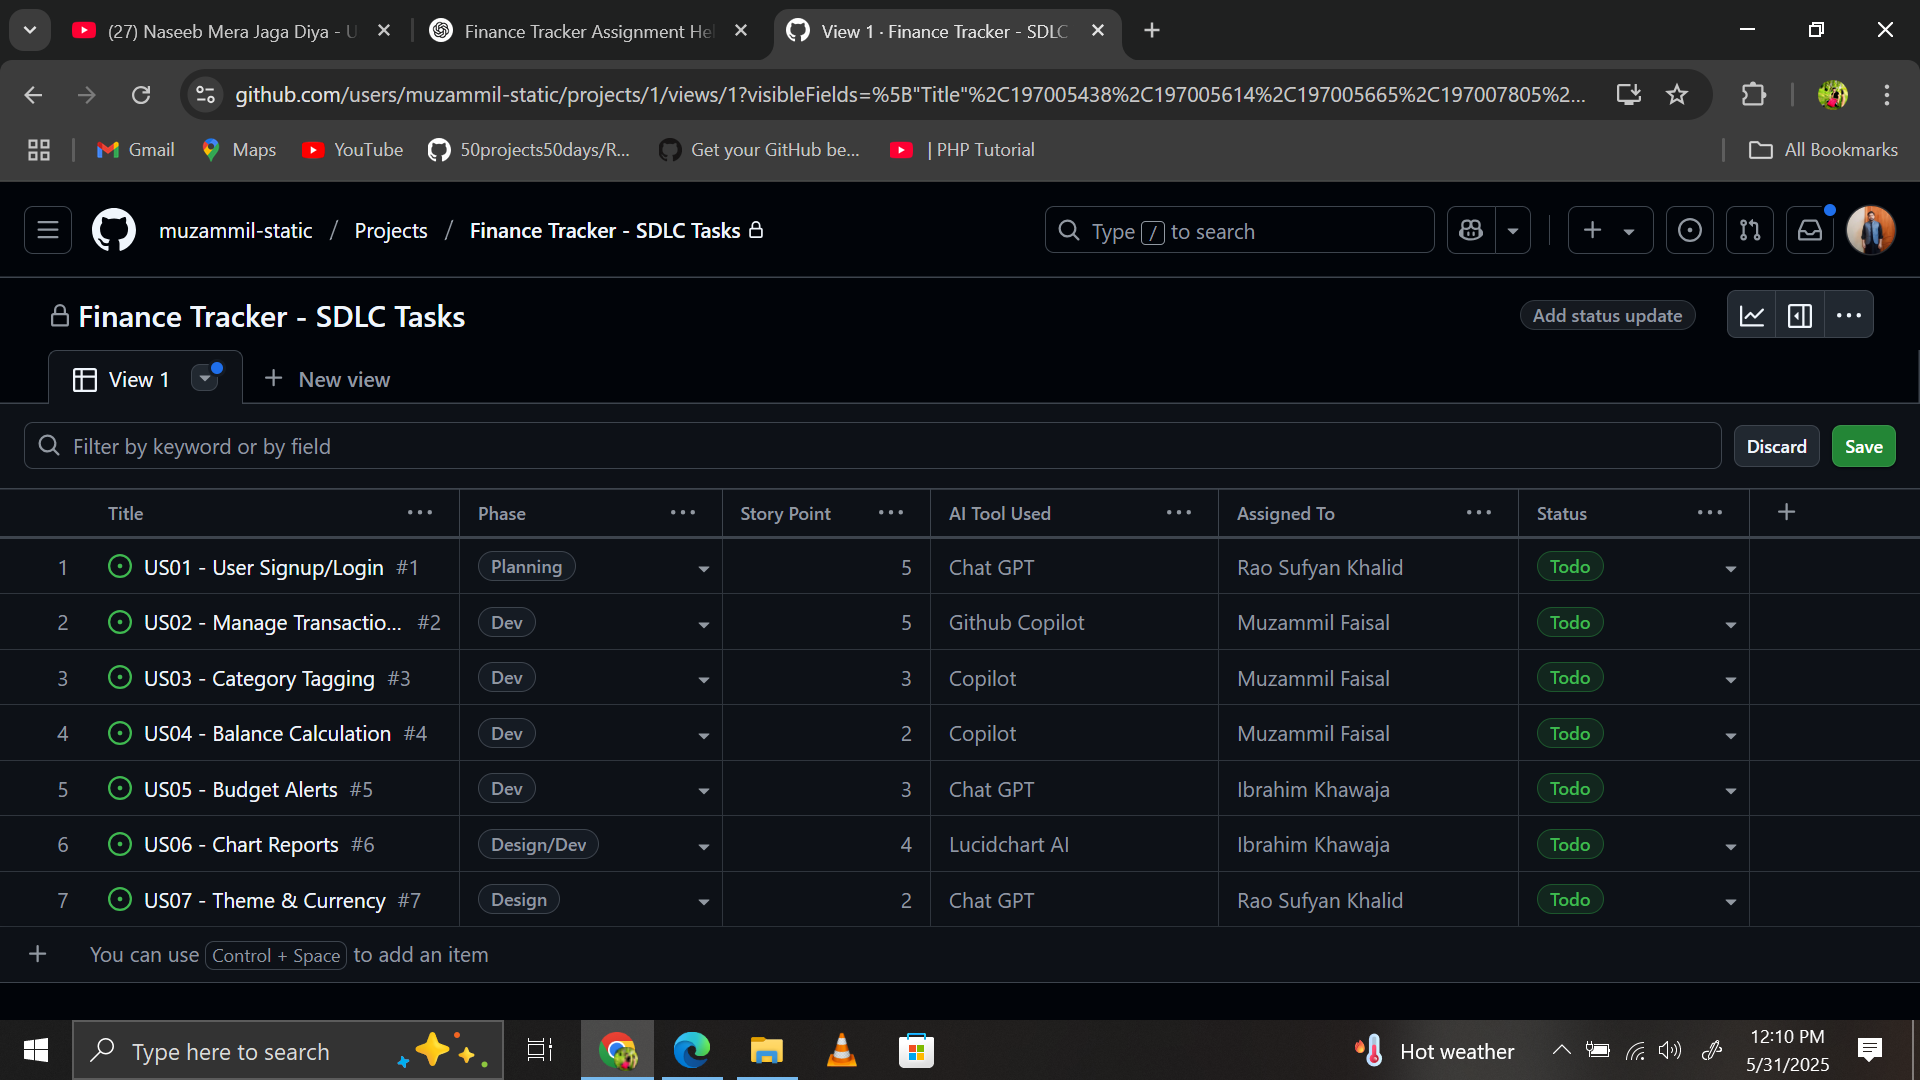 (27) Naseeb Mera Jaga Diya - U
Finance Tracker Assignment Hel
View 1 · Finance Tracker - SDLC
github.com/users/muzammil-static/projects/1/views/1?visibleFields=%5B"Title"%2C197005438%2C197005614%2C197005665%2C197007805%2...
Gmail
Maps
YouTube
50projects50days/R...
Get your GitHub be...
| PHP Tutorial
All Bookmarks
muzammil-static / Projects / Finance Tracker - SDLC Tasks
Type / to search
Finance Tracker - SDLC Tasks
Add status update
View 1
New view
Filter by keyword or by field
Discard
Save
Title Phase Story Point AI Tool Used Assigned To Status
1 US01 - User Signup/Login #1 Planning 5 Chat GPT Rao Sufyan Khalid Todo
2 US02 - Manage Transactio... #2 Dev 5 Github Copilot Muzammil Faisal Todo
3 US03 - Category Tagging #3 Dev 3 Copilot Muzammil Faisal Todo
4 US04 - Balance Calculation #4 Dev 2 Copilot Muzammil Faisal Todo
5 US05 - Budget Alerts #5 Dev 3 Chat GPT Ibrahim Khawaja Todo
6 US06 - Chart Reports #6 Design/Dev 4 Lucidchart AI Ibrahim Khawaja Todo
7 US07 - Theme & Currency #7 Design 2 Chat GPT Rao Sufyan Khalid Todo
You can use Control + Space to add an item
Type here to search
Hot weather
12:10 PM
5/31/2025